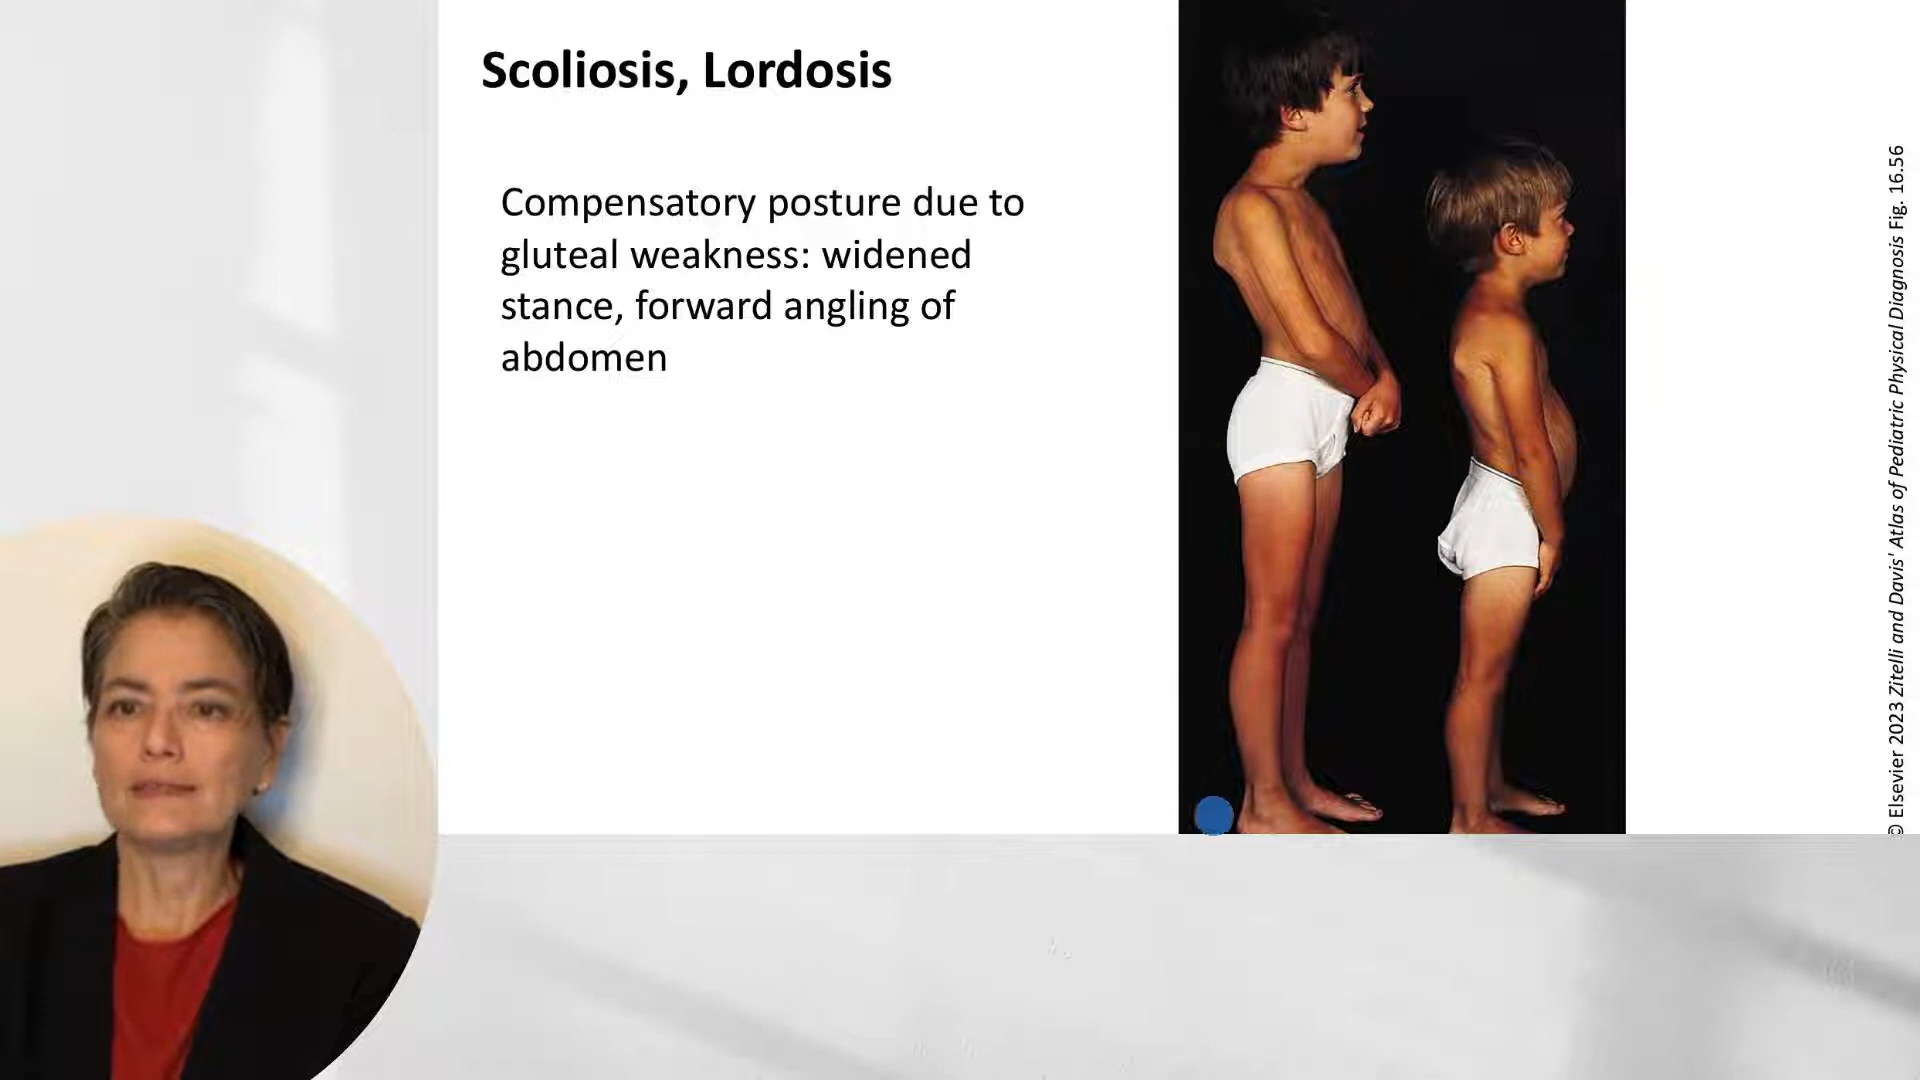 Scoliosis, Lordosis
Compensatory posture due to
gluteal weakness: widened
stance, forward angling of
abdomen
© Elsevier 2023 Zitelli and Davis' Atlas of Pediatric Physical Diagnosis Fig. 16.56